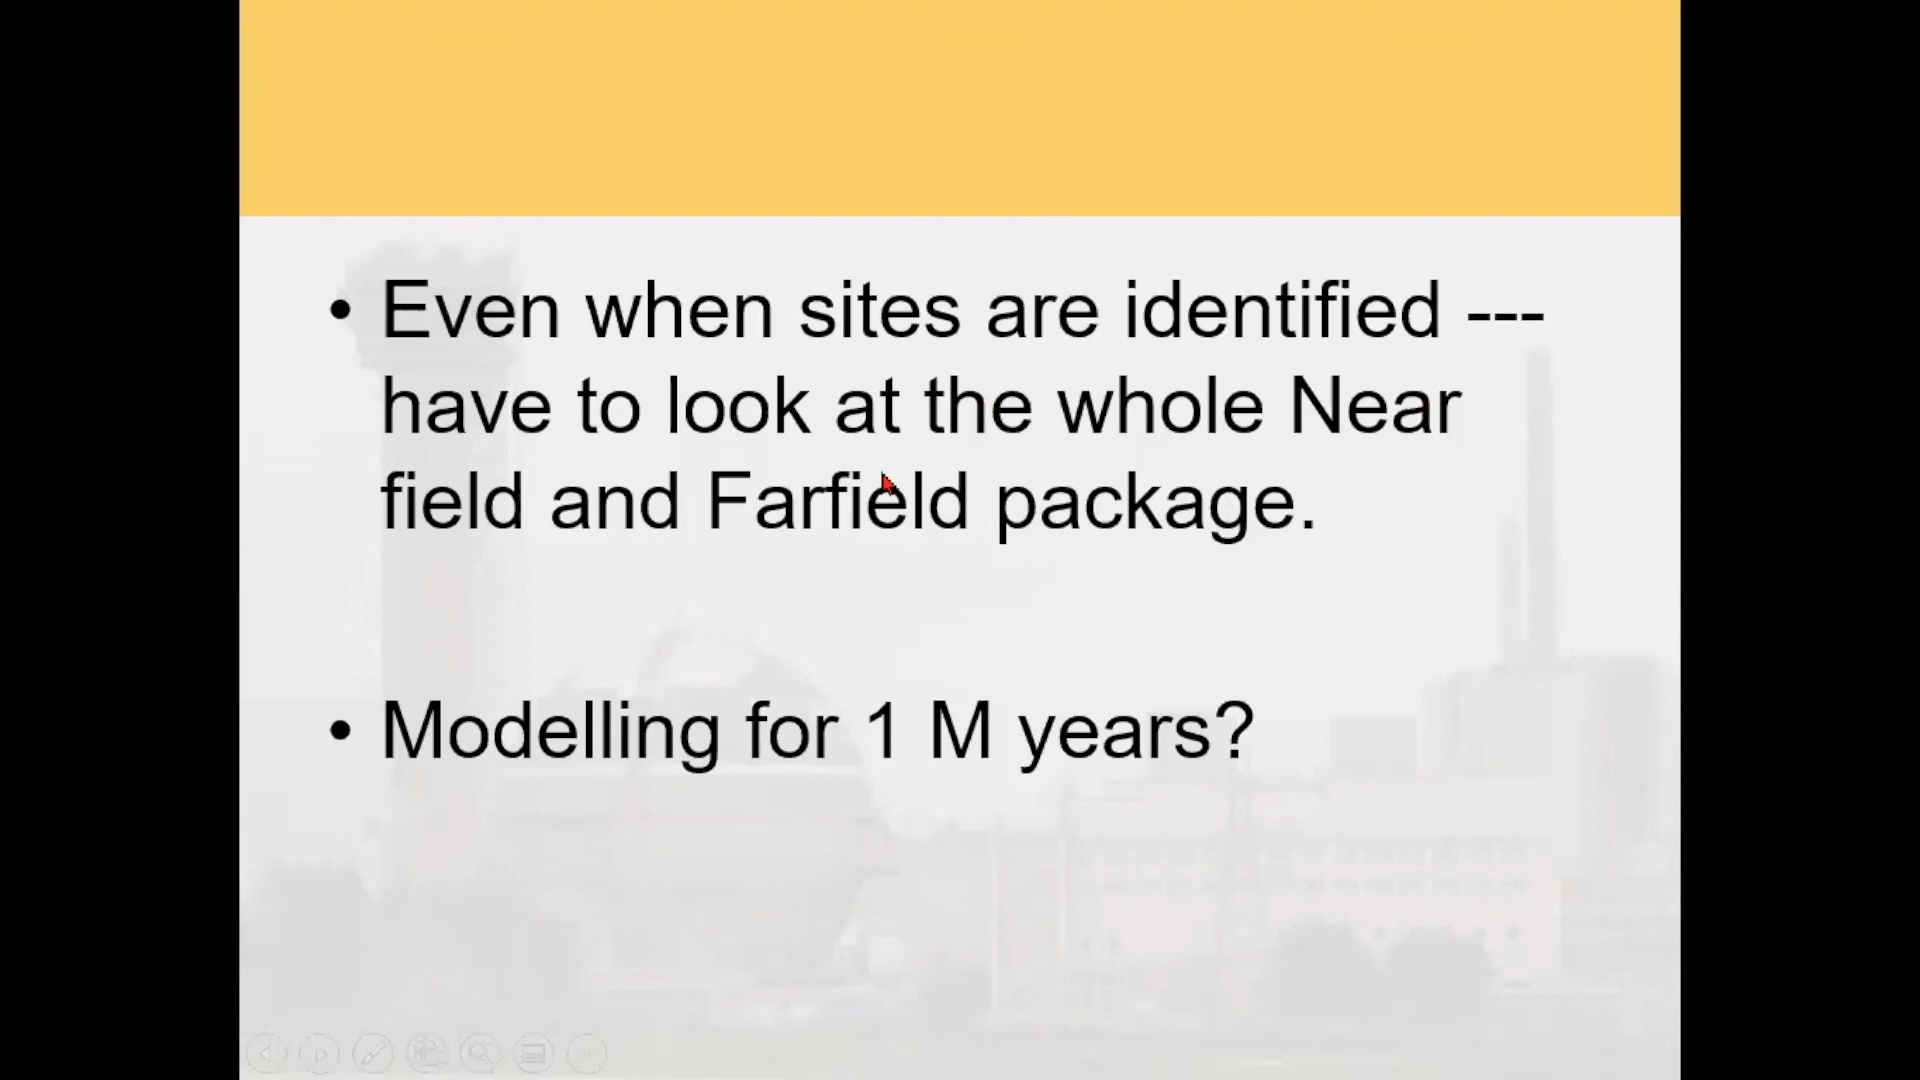 • Even when sites are identified ---
have to look at the whole Near
field and Farfield package.
• Modelling for 1 M years?